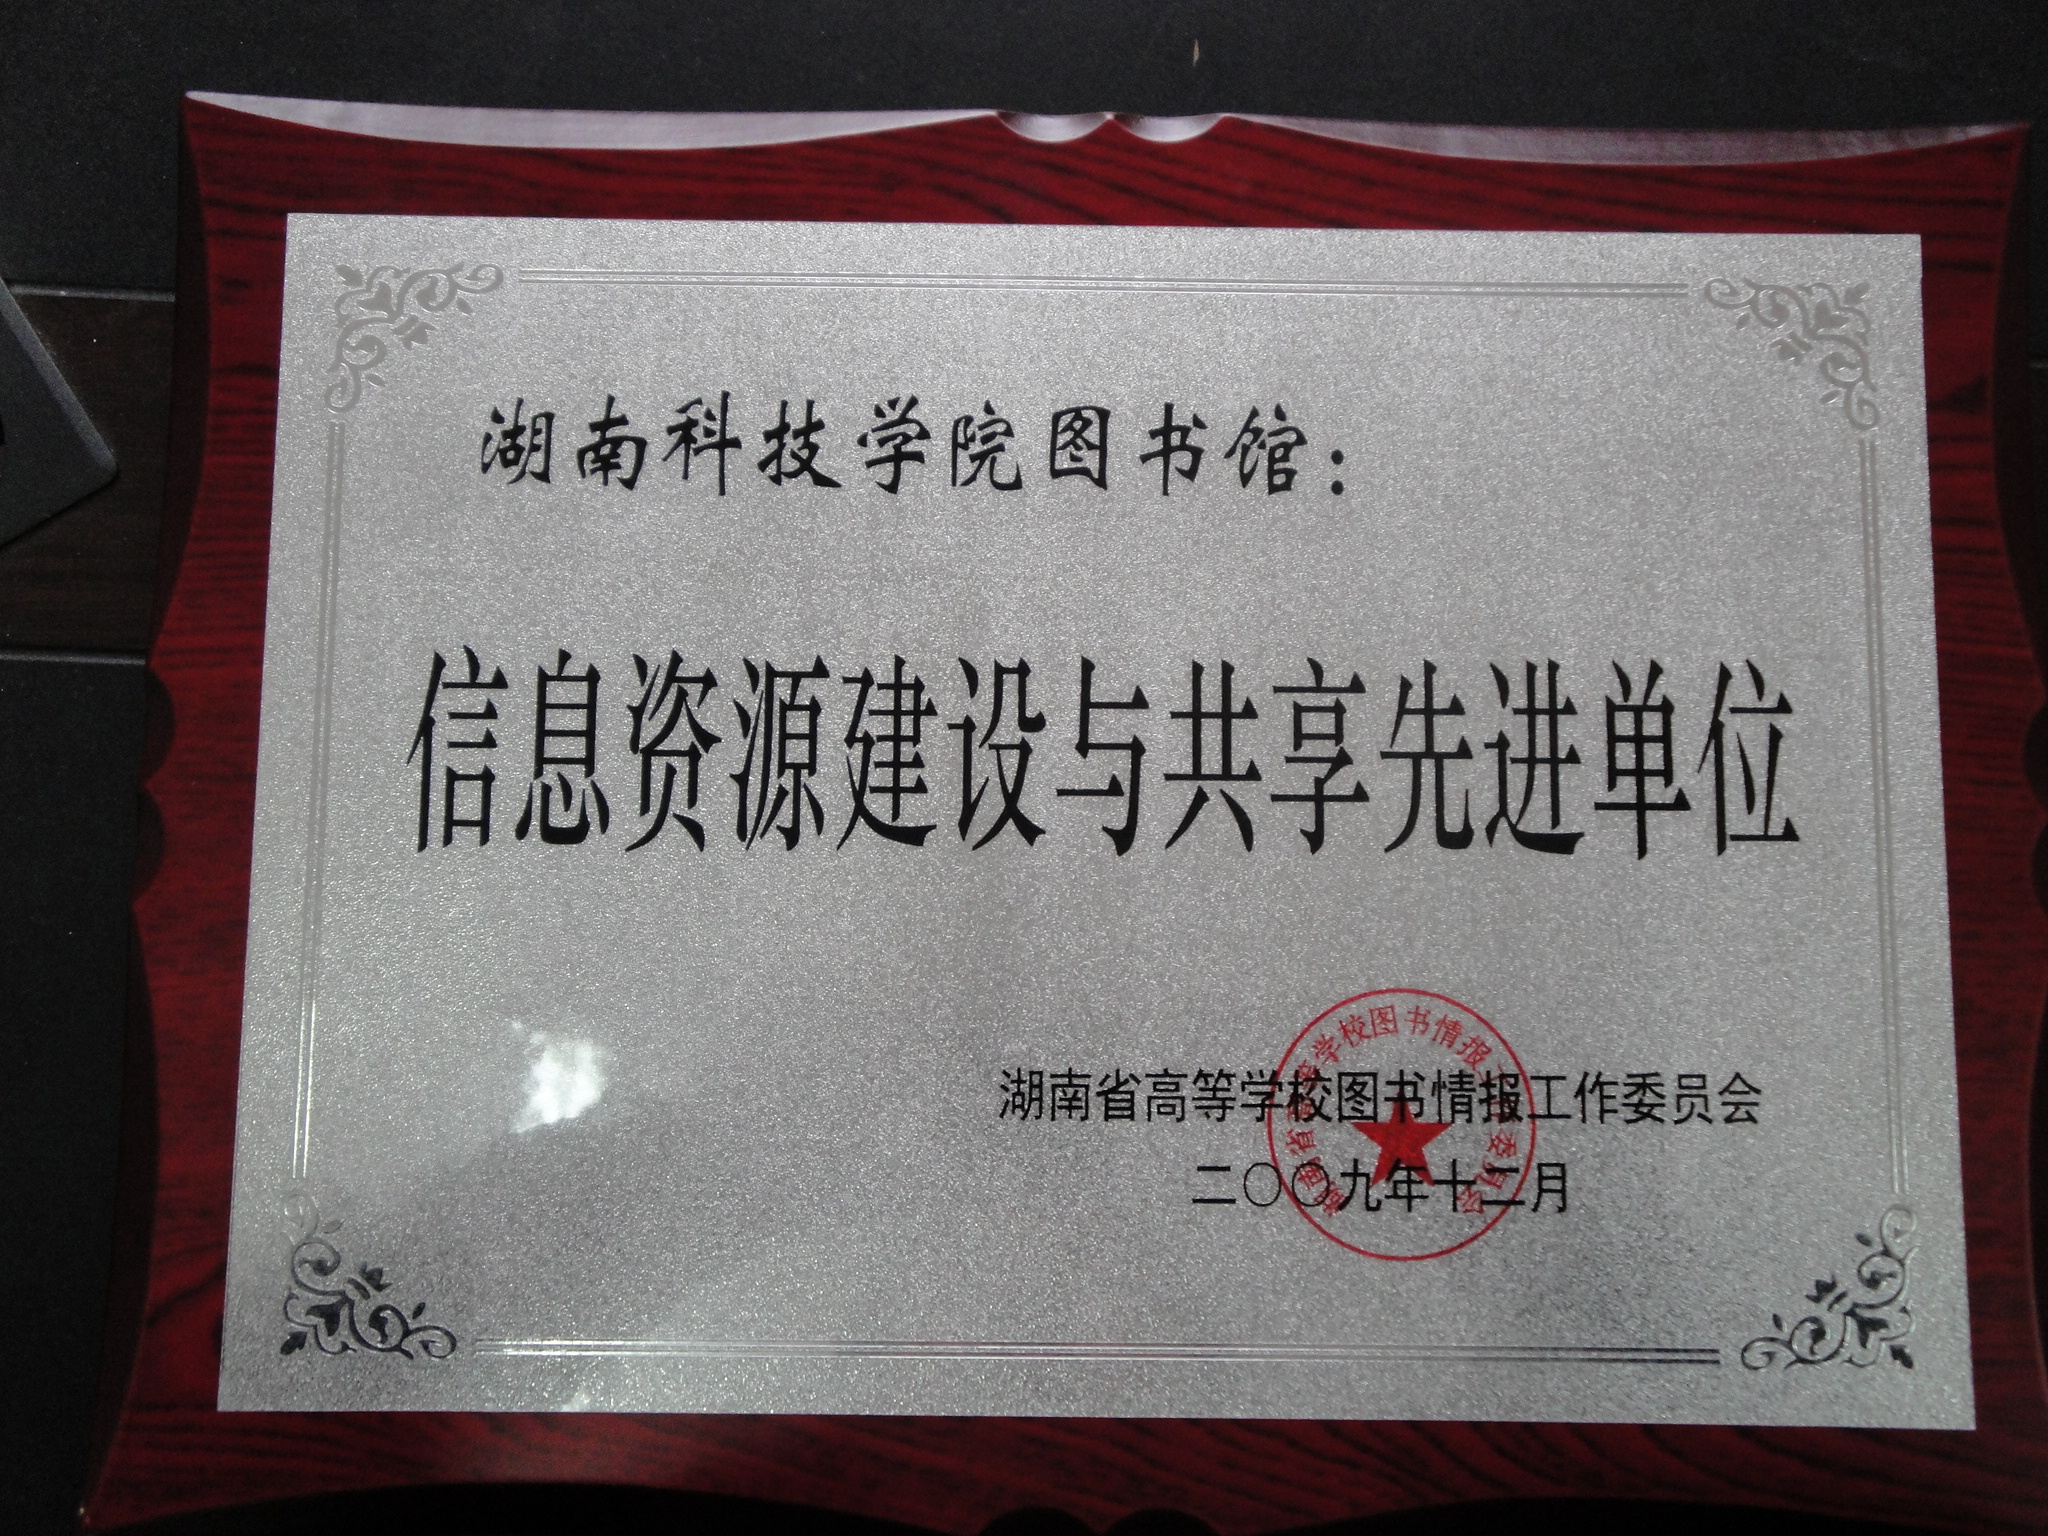 湖南科技学院图书馆：
信息资源建设与共享先进单位
湖南省高等学校图书情报工作委员会
二〇〇九年十二月